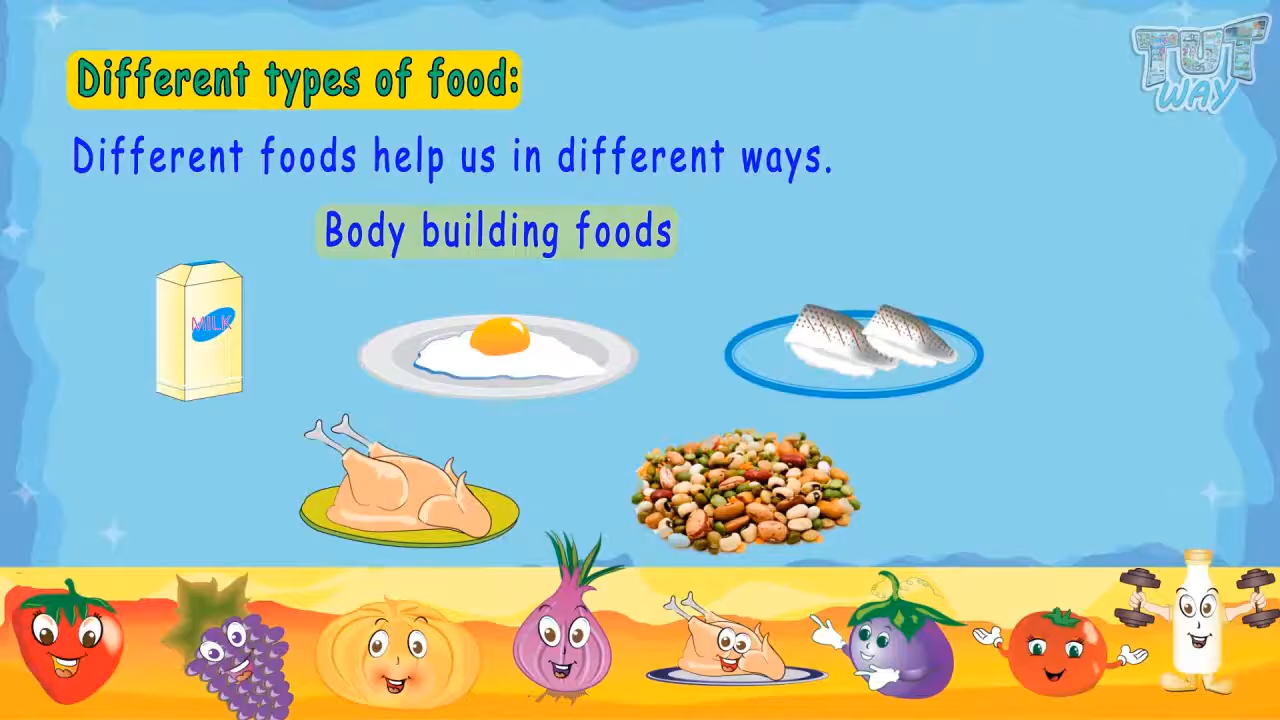 TUT
WAY
Different types of food:
Different foods help us in different ways.
Body building foods
MILK